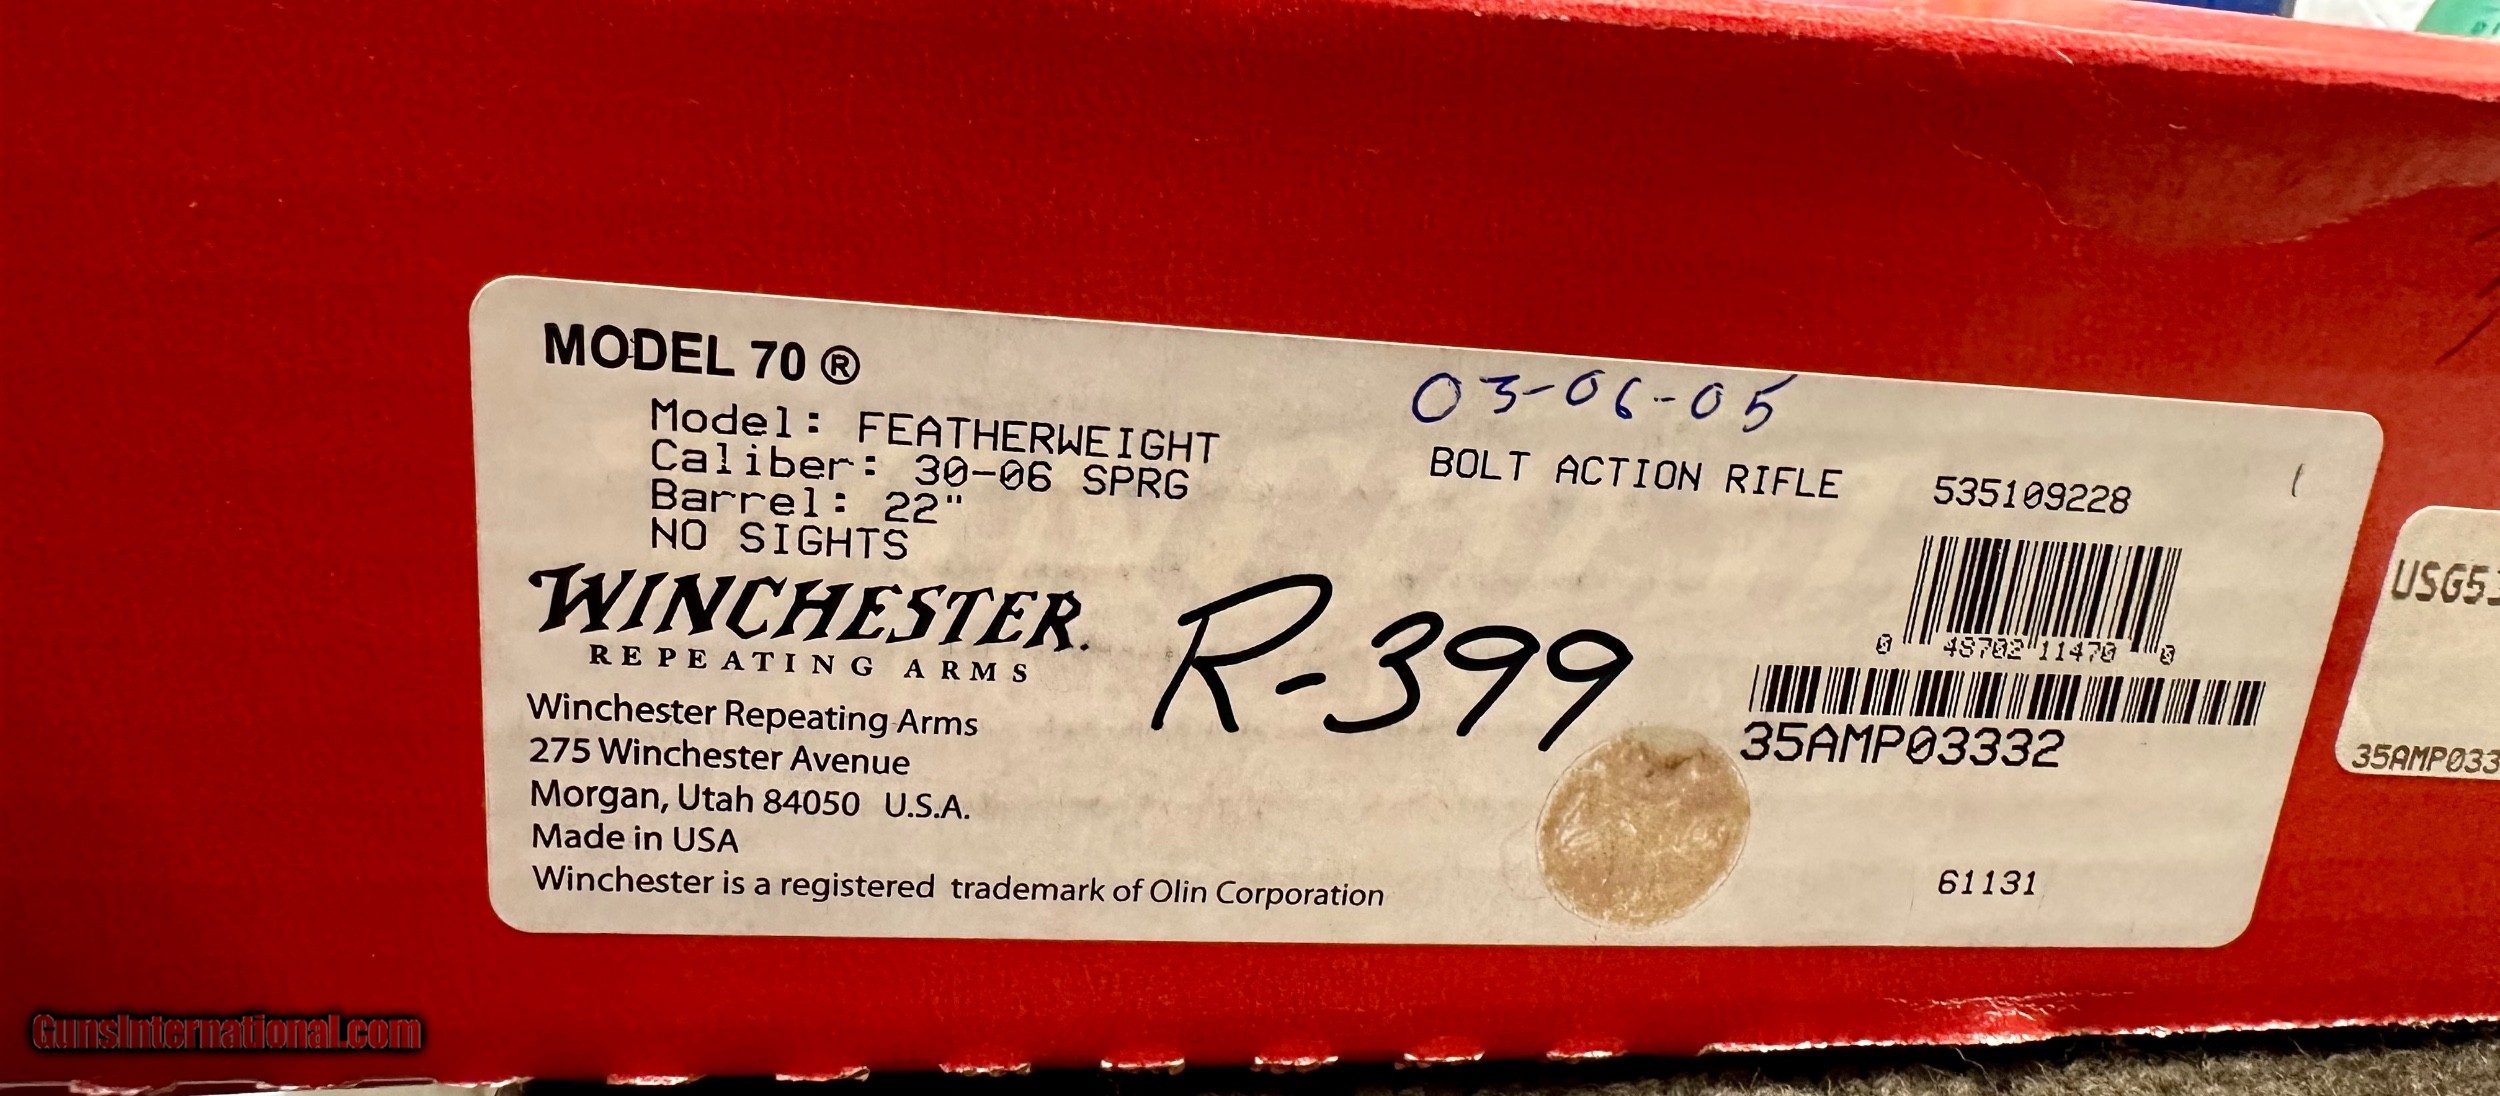 MODEL 70 ®
03-06-05
Model: FEATHERWEIGHT
Caliber: 30-06 SPRG
Barrel: 22"
NO SIGHTS
BOLT ACTION RIFLE
535109228
0 48702 11470 0
WINCHESTER.
REPEATING ARMS
R-399
35AMP03332
Winchester Repeating Arms
275 Winchester Avenue
Morgan, Utah 84050 U.S.A.
Made in USA
Winchester is a registered trademark of Olin Corporation
61131
USG53
35AMP033
GunsInternational.com